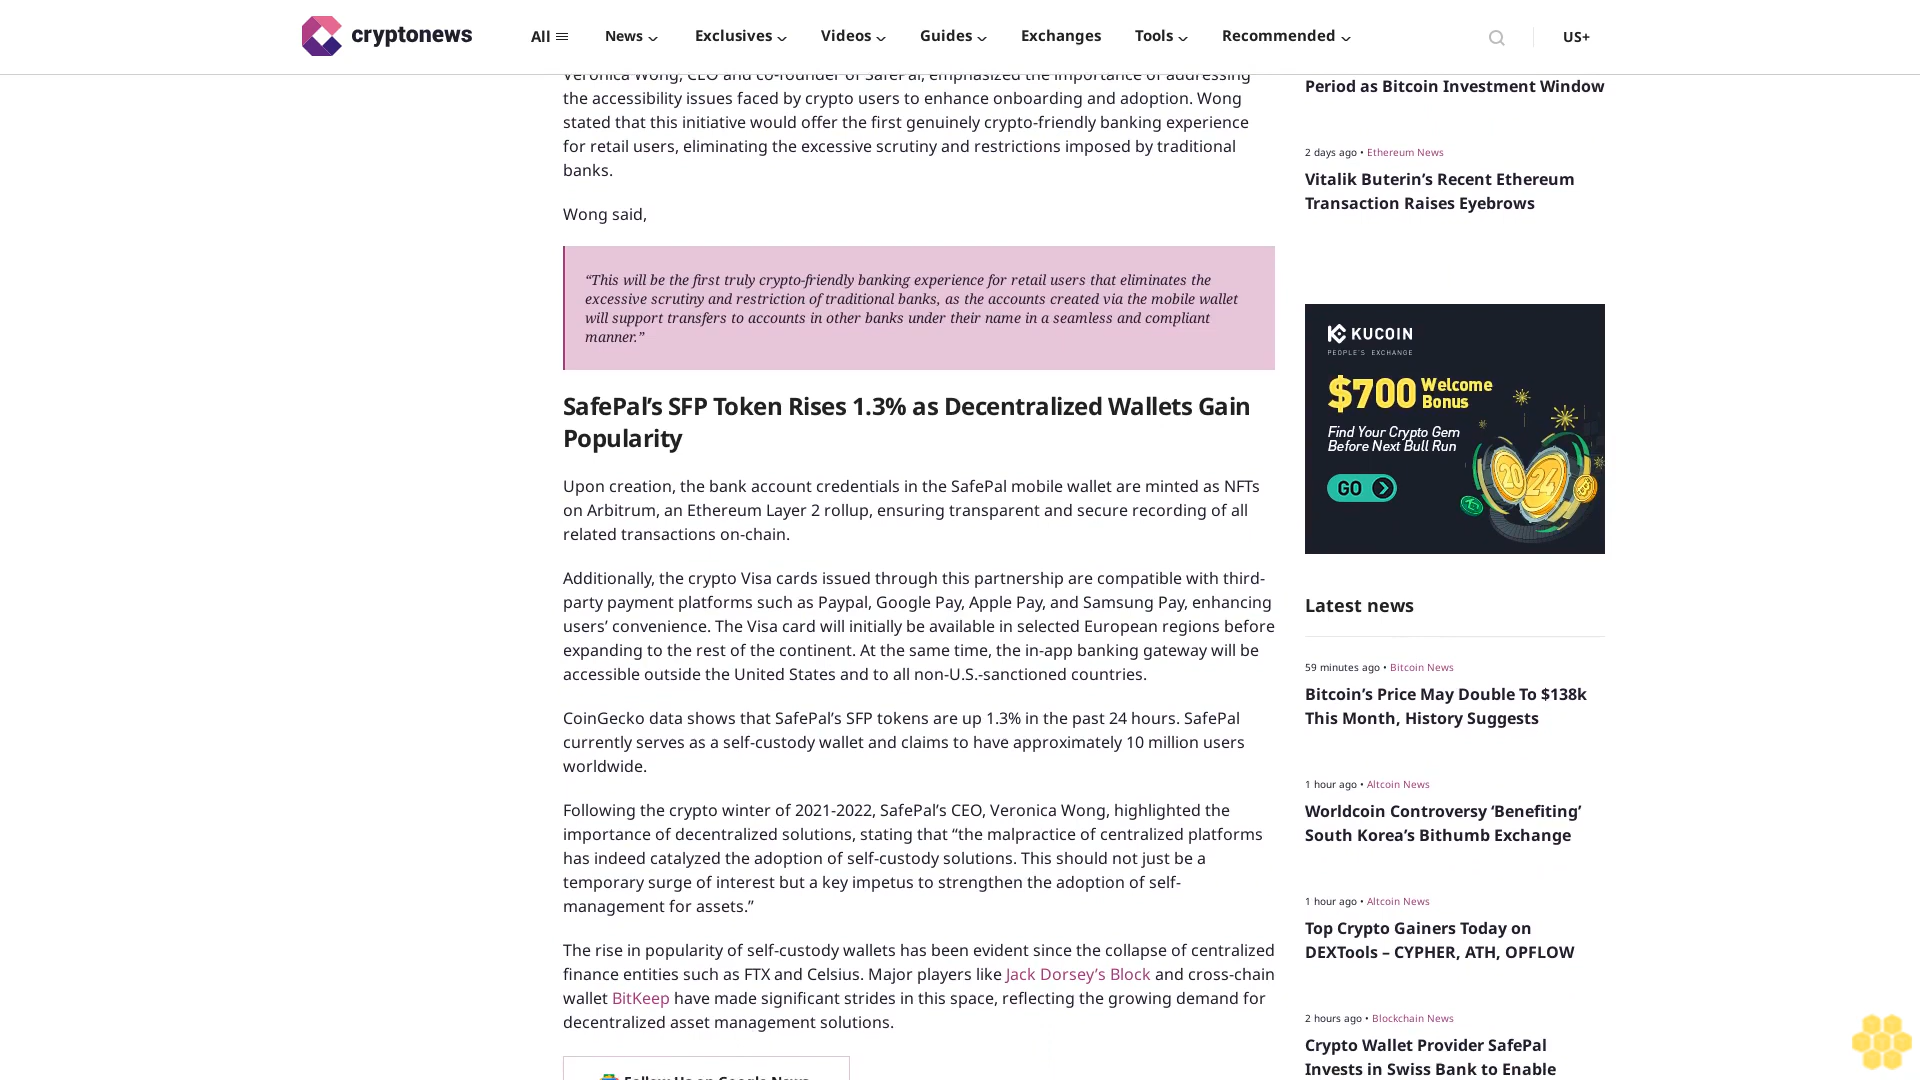 cryptonews
All
News
Exclusives
Videos
Guides
Exchanges
Tools
Recommended
US+
Veronica Wong, CEO and co-founder of SafePal, emphasized the importance of addressing
the accessibility issues faced by crypto users to enhance onboarding and adoption. Wong
stated that this initiative would offer the first genuinely crypto-friendly banking experience
for retail users, eliminating the excessive scrutiny and restrictions imposed by traditional
banks.
Wong said,
“This will be the first truly crypto-friendly banking experience for retail users that eliminates the
excessive scrutiny and restriction of traditional banks, as the accounts created via the mobile wallet
will support transfers to accounts in other banks under their name in a seamless and compliant
manner.”
SafePal’s SFP Token Rises 1.3% as Decentralized Wallets Gain
Popularity
Upon creation, the bank account credentials in the SafePal mobile wallet are minted as NFTs
on Arbitrum, an Ethereum Layer 2 rollup, ensuring transparent and secure recording of all
related transactions on-chain.
Additionally, the crypto Visa cards issued through this partnership are compatible with third-
party payment platforms such as Paypal, Google Pay, Apple Pay, and Samsung Pay, enhancing
users’ convenience. The Visa card will initially be available in selected European regions before
expanding to the rest of the continent. At the same time, the in-app banking gateway will be
accessible outside the United States and to all non-U.S.-sanctioned countries.
CoinGecko data shows that SafePal’s SFP tokens are up 1.3% in the past 24 hours. SafePal
currently serves as a self-custody wallet and claims to have approximately 10 million users
worldwide.
Following the crypto winter of 2021-2022, SafePal’s CEO, Veronica Wong, highlighted the
importance of decentralized solutions, stating that “the malpractice of centralized platforms
has indeed catalyzed the adoption of self-custody solutions. This should not just be a
temporary surge of interest but a key impetus to strengthen the adoption of self-
management for assets.”
The rise in popularity of self-custody wallets has been evident since the collapse of centralized
finance entities such as FTX and Celsius. Major players like Jack Dorsey’s Block and cross-chain
wallet BitKeep have made significant strides in this space, reflecting the growing demand for
decentralized asset management solutions.
Follow Us on Google News
Period as Bitcoin Investment Window
2 days ago • Ethereum News
Vitalik Buterin’s Recent Ethereum
Transaction Raises Eyebrows
KUCOIN
PEOPLE'S EXCHANGE
$700 Welcome
Bonus
Find Your Crypto Gem
Before Next Bull Run
GO
20 24
Latest news
59 minutes ago • Bitcoin News
Bitcoin’s Price May Double To $138k
This Month, History Suggests
1 hour ago • Altcoin News
Worldcoin Controversy ‘Benefiting’
South Korea’s Bithumb Exchange
1 hour ago • Altcoin News
Top Crypto Gainers Today on
DEXTools – CYPHER, ATH, OPFLOW
2 hours ago • Blockchain News
Crypto Wallet Provider SafePal
Invests in Swiss Bank to Enable